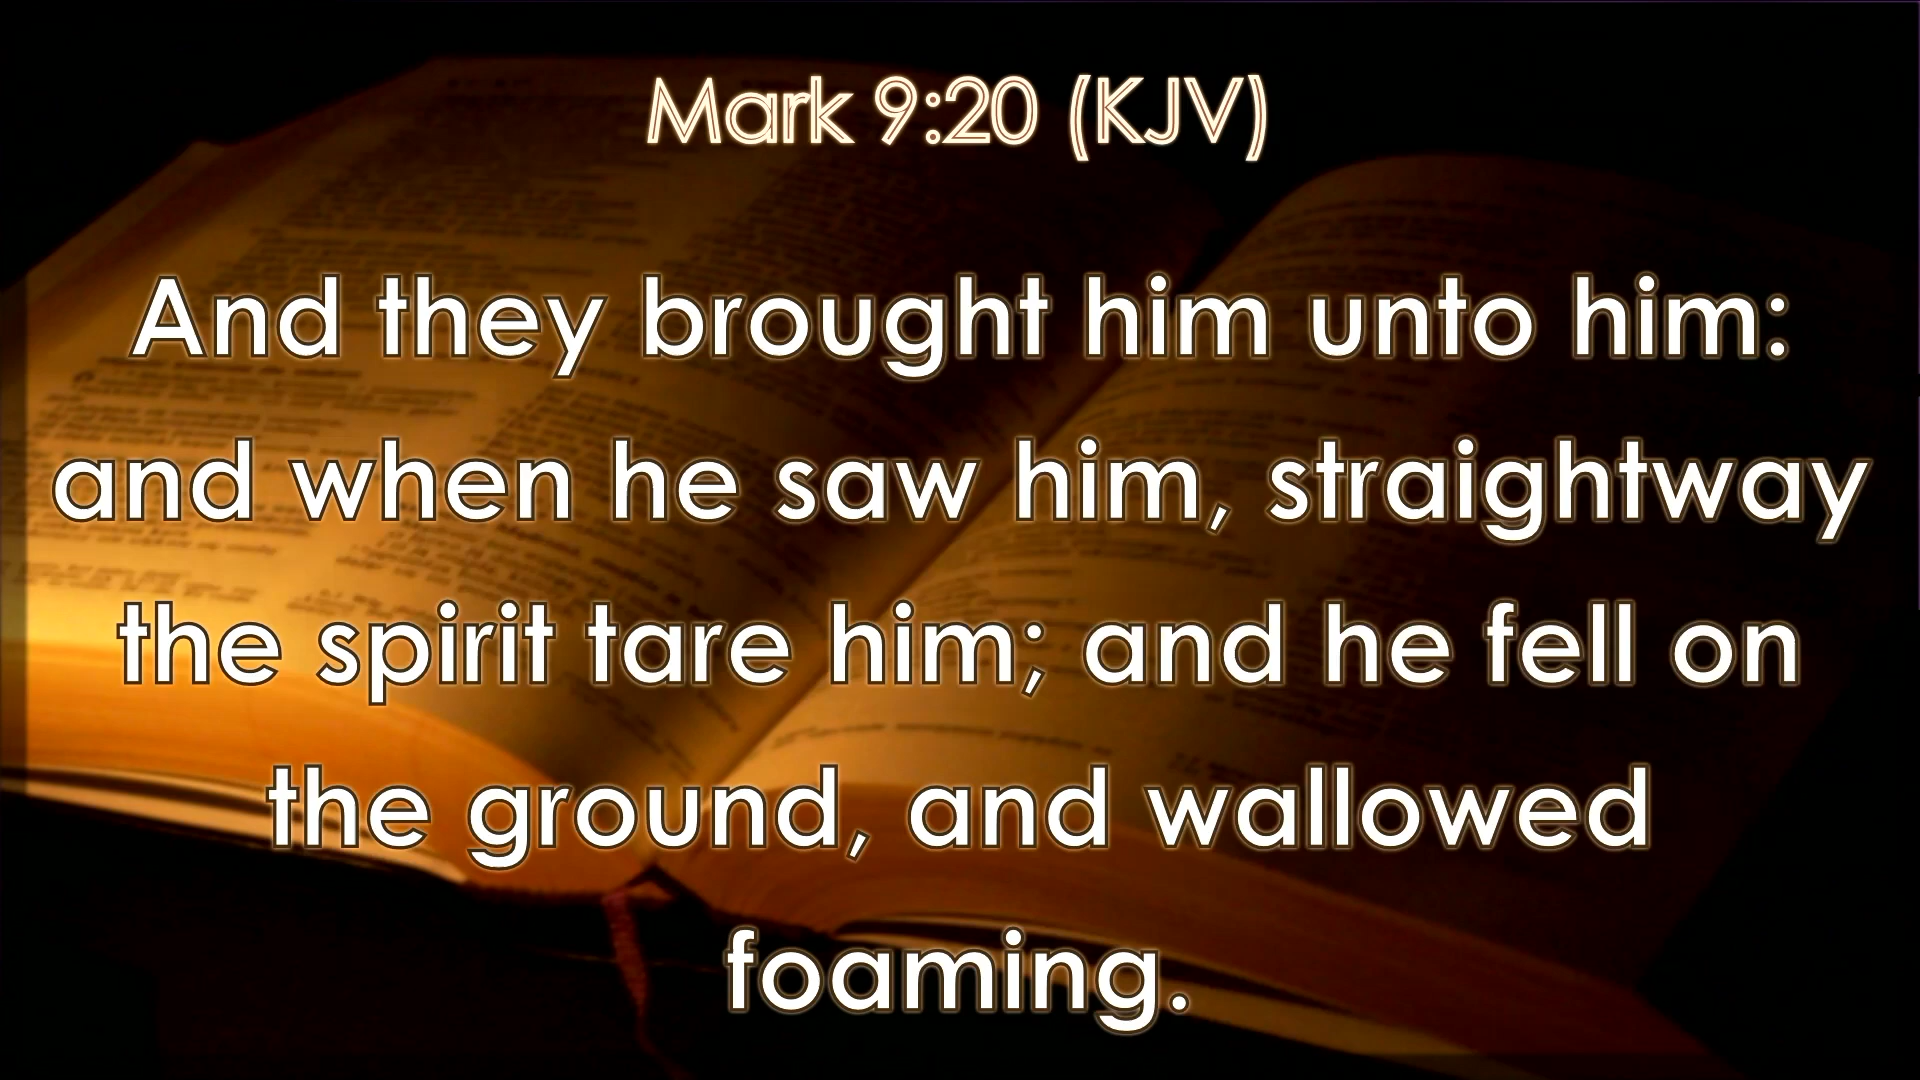 Mark 9:20 (KJV)
And they brought him unto him:
and when he saw him, straightway
the spirit tare him; and he fell on
the ground, and wallowed
foaming.